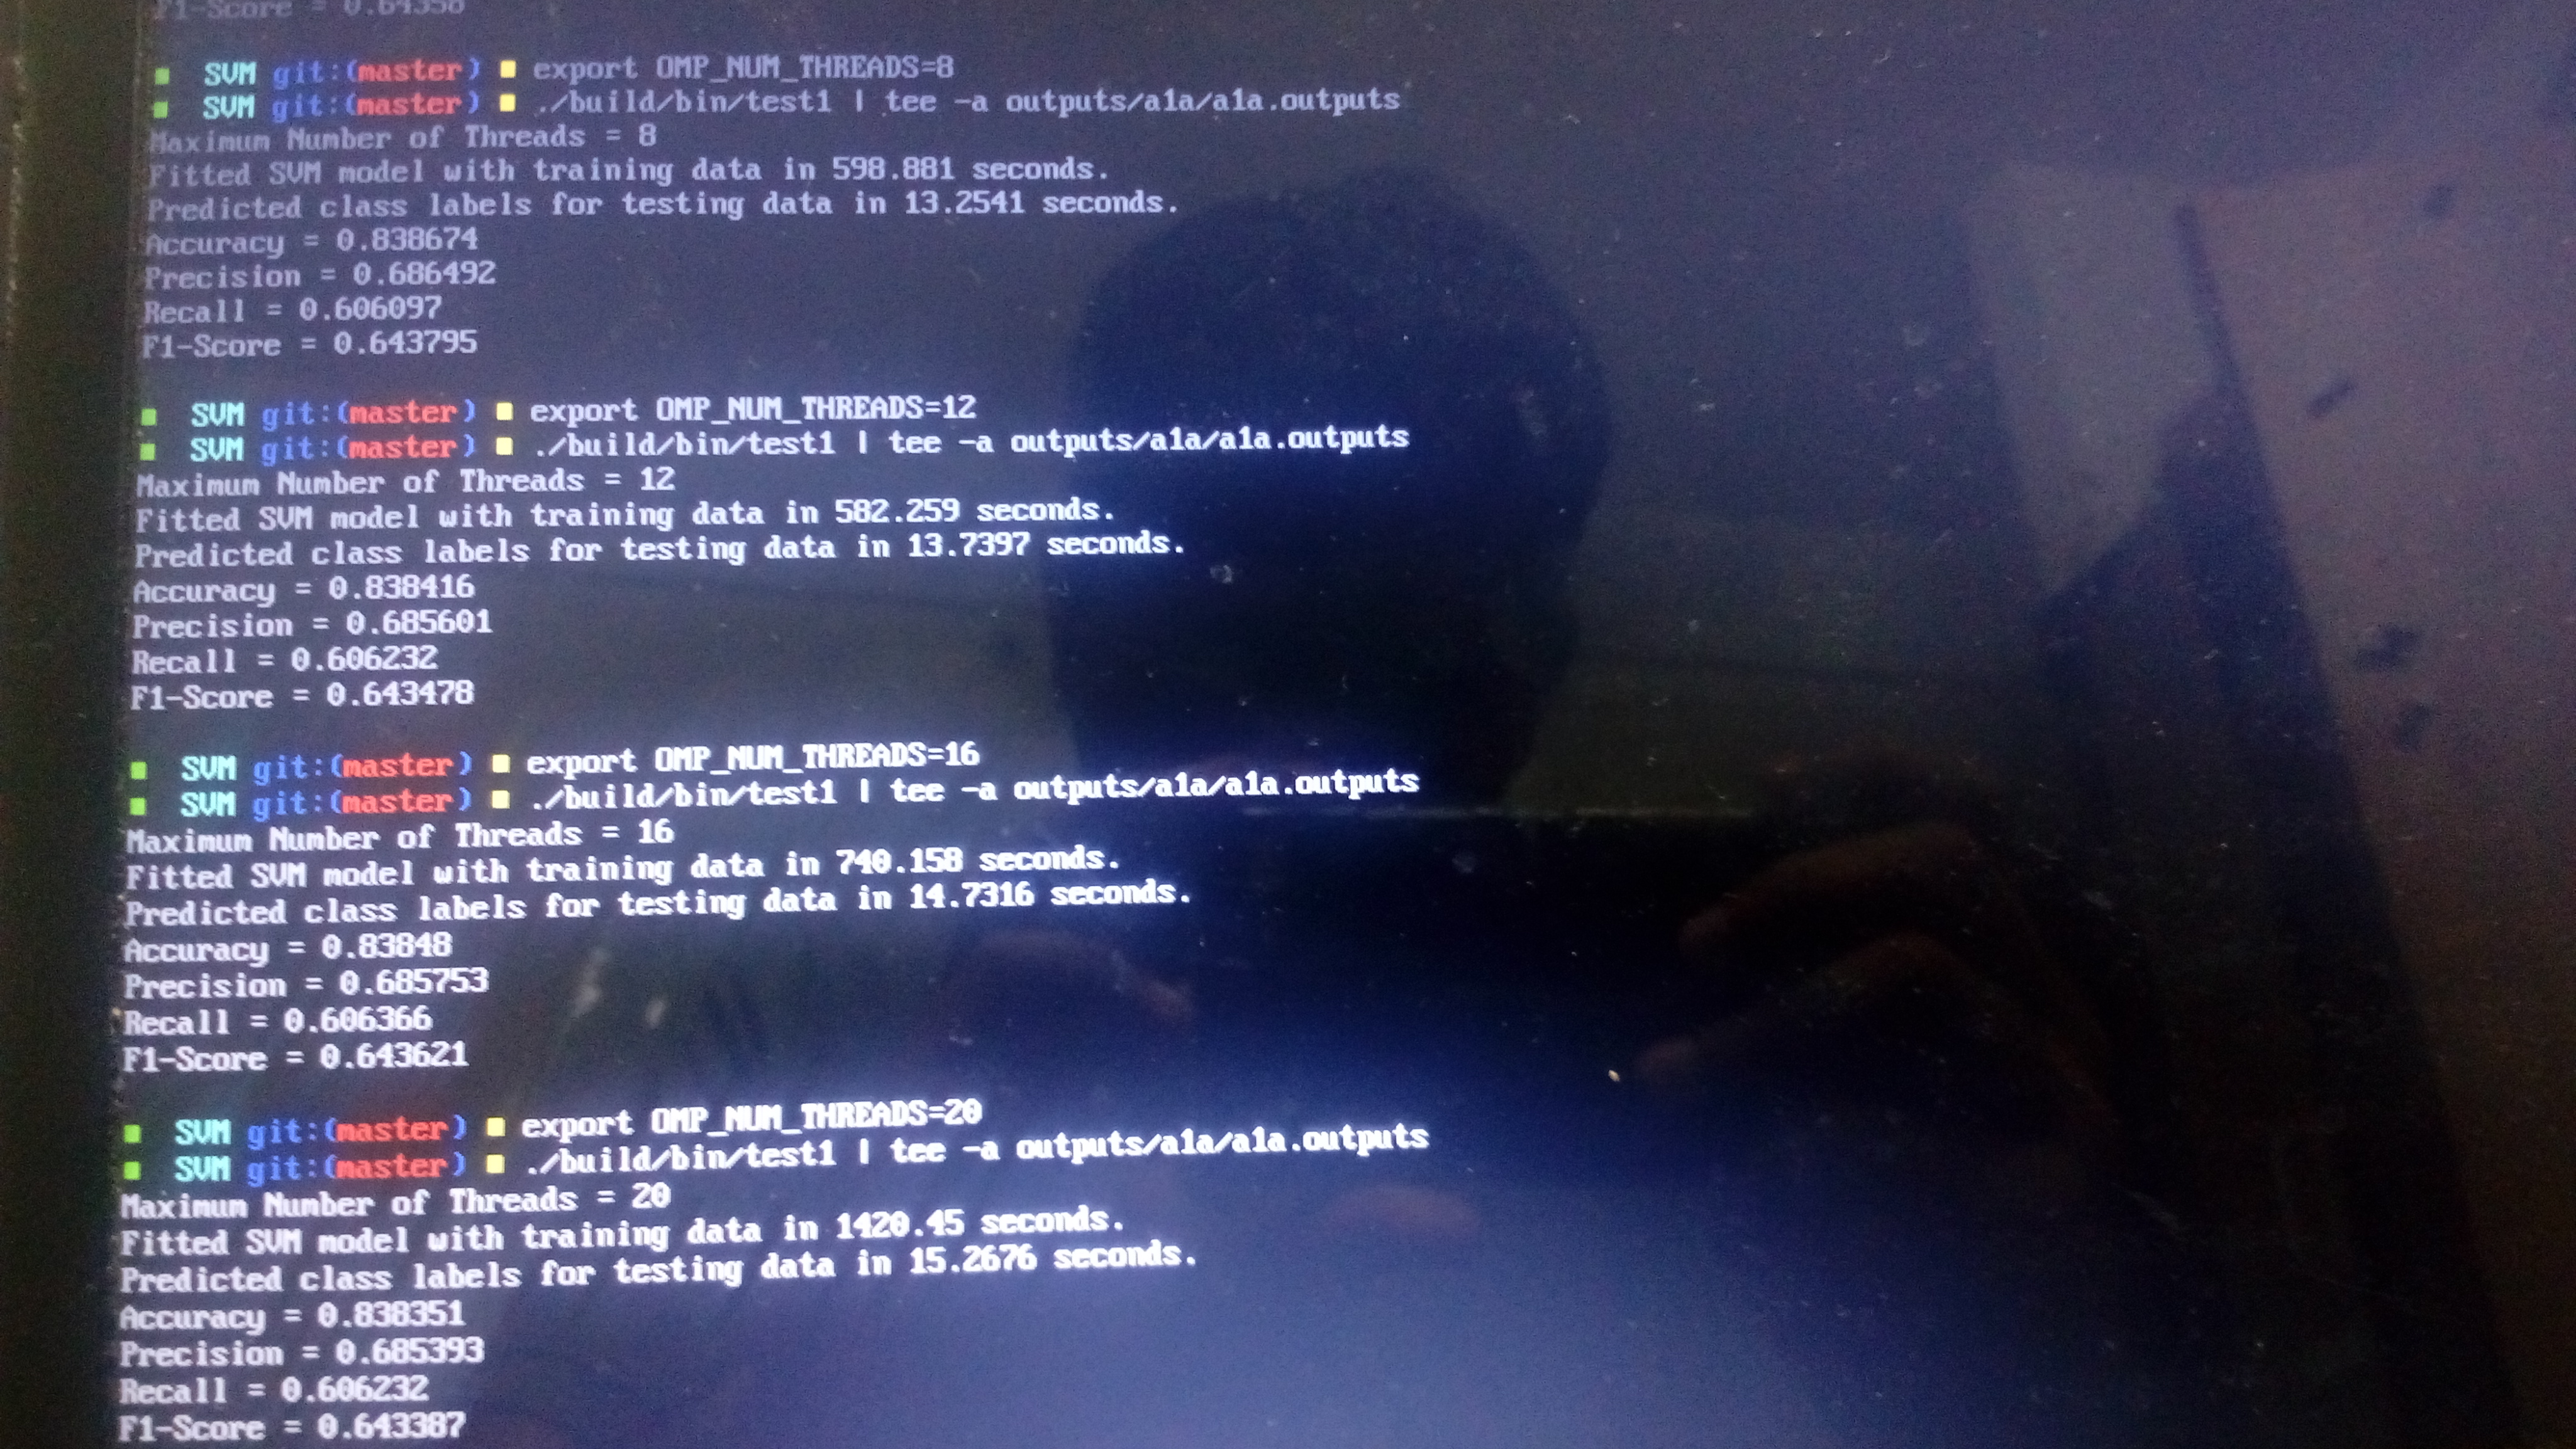 F1-Score = 0.64358
SVM git:(master) export OMP_NUM_THREADS=8
SVM git:(master) ./build/bin/test1 | tee -a outputs/a1a/a1a.outputs
Maximum Number of Threads = 8
Fitted SVM model with training data in 598.881 seconds.
Predicted class labels for testing data in 13.2541 seconds.
Accuracy = 0.838674
Precision = 0.686492
Recall = 0.606097
F1-Score = 0.643795
SVM git:(master) export OMP_NUM_THREADS=12
SVM git:(master) ./build/bin/test1 | tee -a outputs/a1a/a1a.outputs
Maximum Number of Threads = 12
Fitted SVM model with training data in 582.259 seconds.
Predicted class labels for testing data in 13.7397 seconds.
Accuracy = 0.838416
Precision = 0.685601
Recall = 0.606232
F1-Score = 0.643478
SVM git:(master) export OMP_NUM_THREADS=16
SVM git:(master) ./build/bin/test1 | tee -a outputs/a1a/a1a.outputs
Maximum Number of Threads = 16
Fitted SVM model with training data in 740.158 seconds.
Predicted class labels for testing data in 14.7316 seconds.
Accuracy = 0.83848
Precision = 0.685753
Recall = 0.606366
F1-Score = 0.643621
SVM git:(master) export OMP_NUM_THREADS=20
SVM git:(master) ./build/bin/test1 | tee -a outputs/a1a/a1a.outputs
Maximum Number of Threads = 20
Fitted SVM model with training data in 1420.45 seconds.
Predicted class labels for testing data in 15.2676 seconds.
Accuracy = 0.838351
Precision = 0.685393
Recall = 0.606232
F1-Score = 0.643387